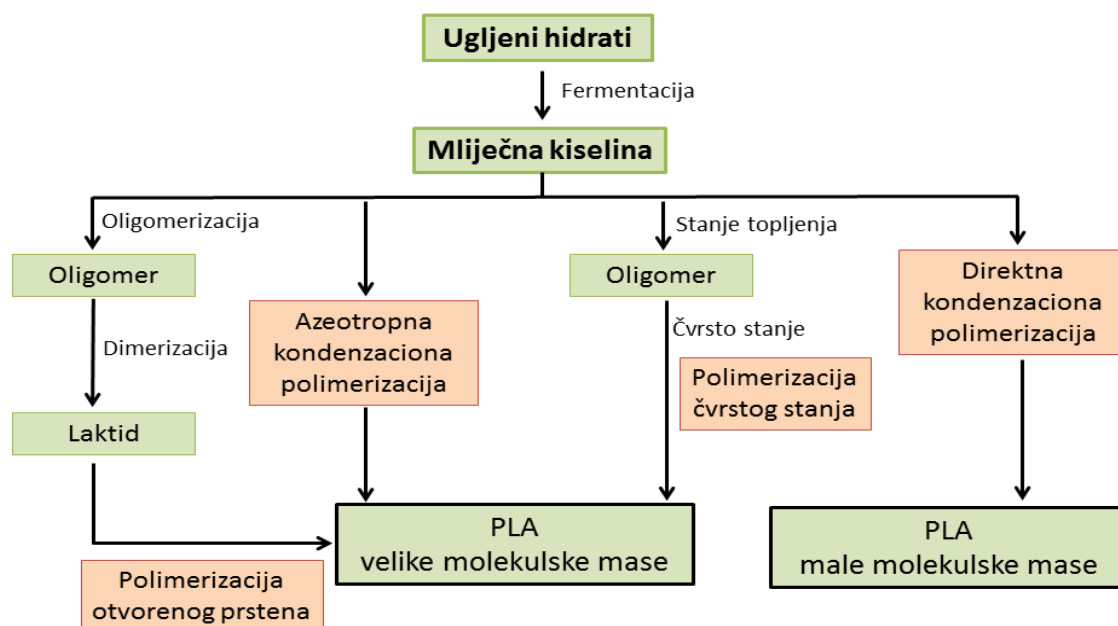 Ugljeni hidrati
Fermentacija
Mliječna kiselina
Oligomerizacija
Stanje topljenja
Oligomer
Oligomer
Direktna
kondenzaciona
polimerizacija
Azeotropna
kondenzaciona
polimerizacija
Dimerizacija
Čvrsto stanje
Polimerizacija
čvrstog stanja
Laktid
PLA
velike molekulske mase
PLA
male molekulske mase
Polimerizacija
otvorenog prstena